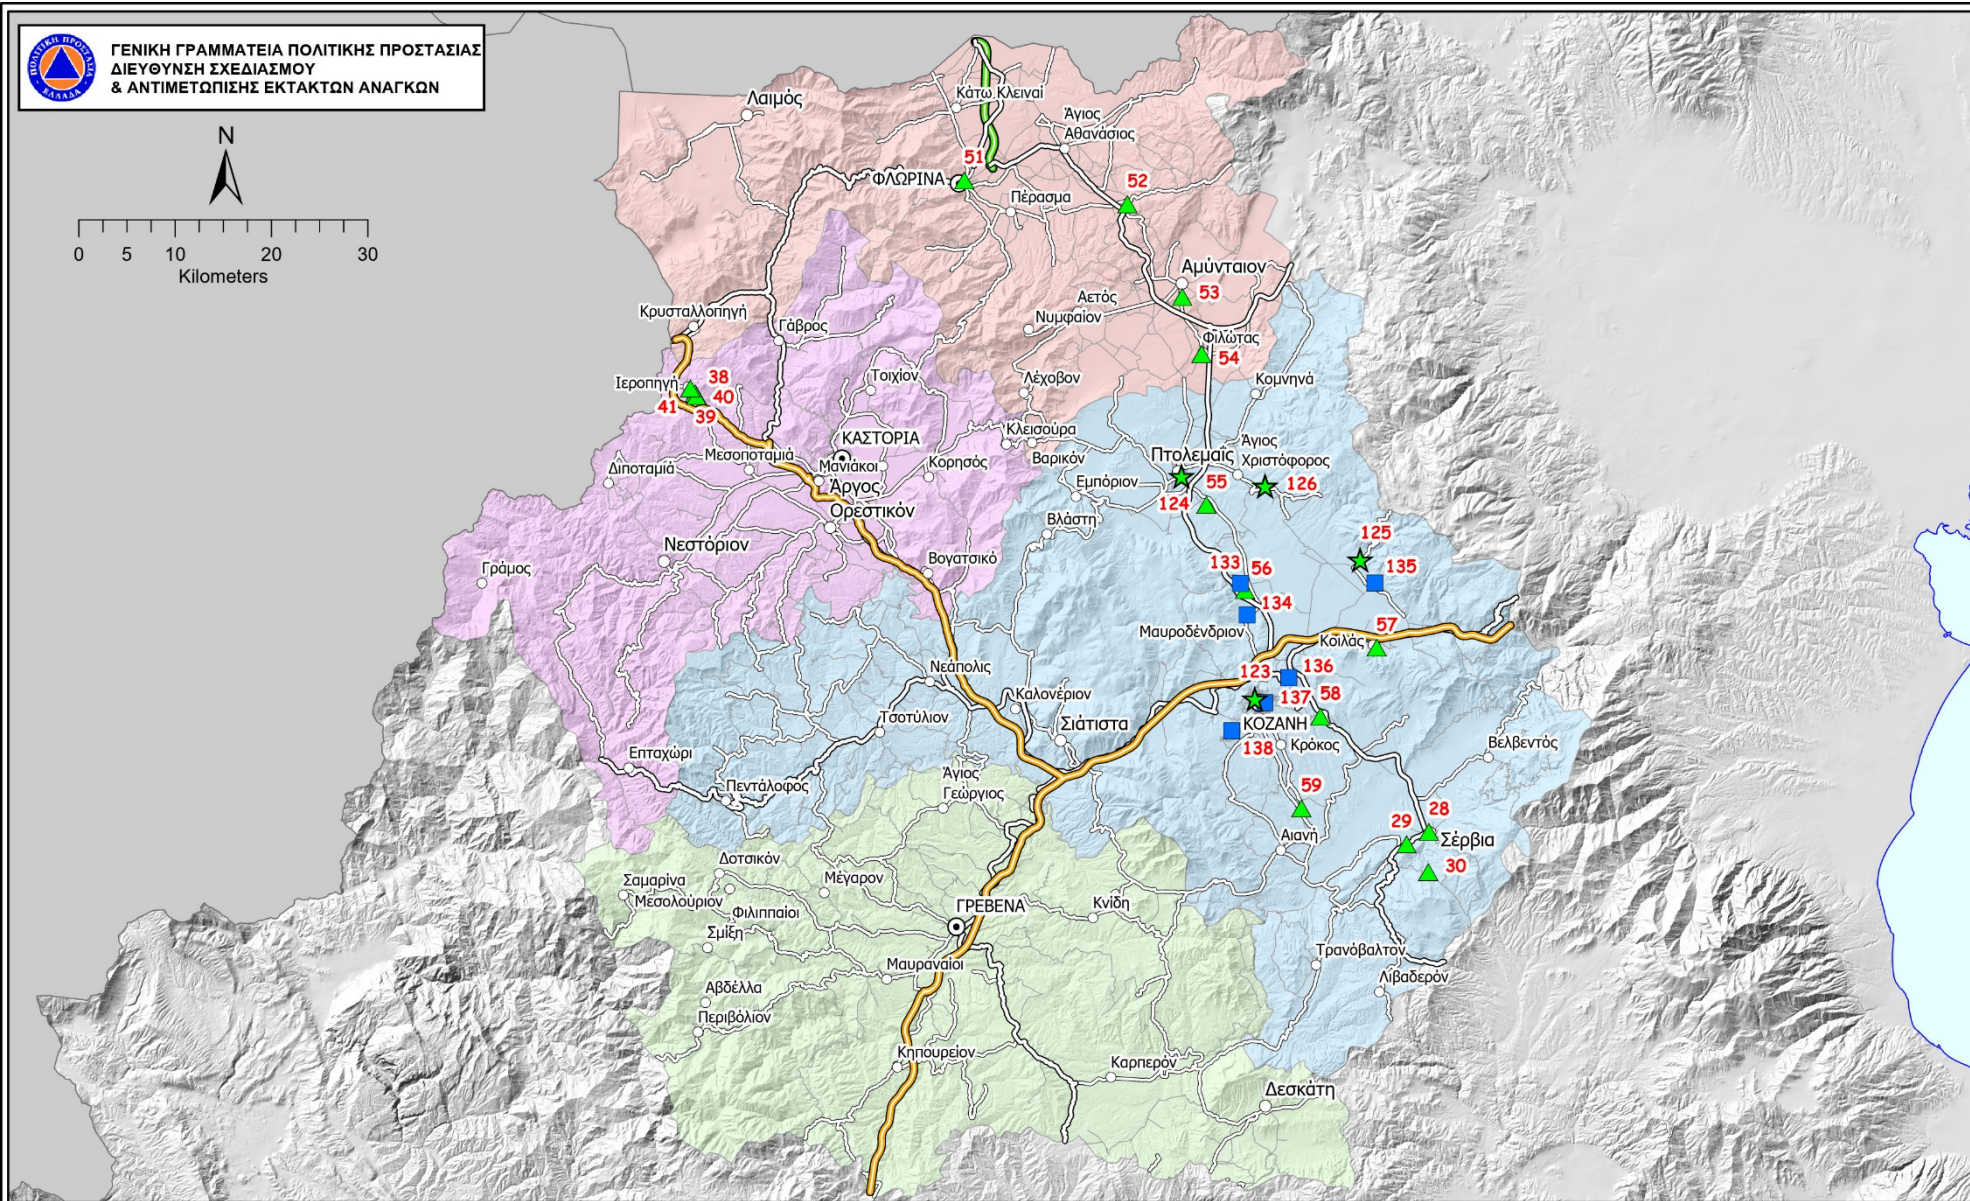 ΓΕΝΙΚΗ ΓΡΑΜΜΑΤΕΙΑ ΠΟΛΙΤΙΚΗΣ ΠΡΟΣΤΑΣΙΑΣ
ΔΙΕΥΘΥΝΣΗ ΣΧΕΔΙΑΣΜΟΥ
& ΑΝΤΙΜΕΤΩΠΙΣΗΣ ΕΚΤΑΚΤΩΝ ΑΝΑΓΚΩΝ
ΠΟΛΙΤΙΚΗ ΠΡΟΣΤΑΣΙΑ
ΕΛΛΑΔΑ
N
0 5 10 20 30
Kilometers
Λαιμός
Κάτω Κλειναί
Άγιος
Αθανάσιος
51
ΦΛΩΡΙΝΑ
Πέρασμα
52
Αμύνταιον
53
Αετός
Νυμφαίον
Κρυσταλλοπηγή
Γάβρος
Φιλώτας
54
Ιεροπηγή
38
40
41
39
Τοιχίον
Λέχοβον
Κομνηνά
ΚΑΣΤΟΡΙΑ
Κλεισούρα
Βαρικόν
Μεσοποταμιά
Μανιάκοι
Κορησός
Διποταμιά
Άργος
Ορεστικόν
Πτολεμαΐς
Άγιος
Χριστόφορος
Εμπόριον
55
126
124
Βλάστη
125
Νεστόριον
Βογατσικό
Γράμος
133
56
135
134
Μαυροδένδριον
57
Κοιλάς
Νεάπολις
123
136
Καλονέριον
137
58
Τσοτύλιον
Σιάτιστα
ΚΟΖΑΝΗ
138
Κρόκος
Βελβεντός
Επταχώρι
Πεντάλοφος
Άγιος
Γεώργιος
59
28
29
Σέρβια
Αιανή
30
Δοτσικόν
Σαμαρίνα
Μεσολούριον
Μέγαρον
Φιλιππαίοι
ΓΡΕΒΕΝΑ
Κνίδη
Σμίξη
Τρανόβαλτον
Μαυραναίοι
Λιβαδερόν
Αβδέλλα
Περιβόλιον
Κηπουρείον
Καρπερόν
Δεσκάτη